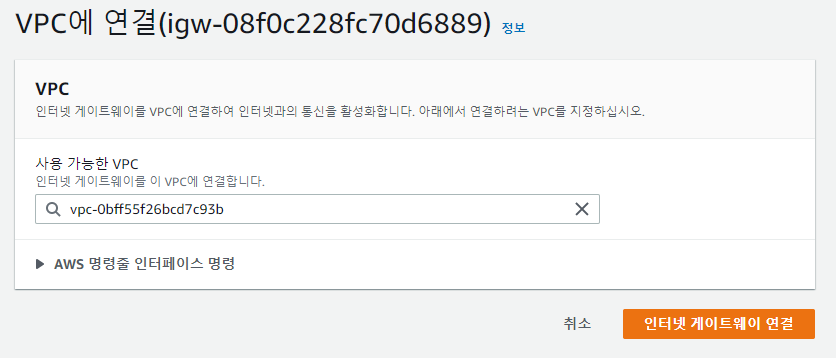 VPC에 연결(igw-08f0c228fc70d6889) 정보
VPC
인터넷 게이트웨이를 VPC에 연결하여 인터넷과의 통신을 활성화합니다. 아래에서 연결하려는 VPC를 지정하십시오.
사용 가능한 VPC
인터넷 게이트웨이를 이 VPC에 연결합니다.
vpc-0bff55f26bcd7c93b
AWS 명령줄 인터페이스 명령
취소 인터넷 게이트웨이 연결